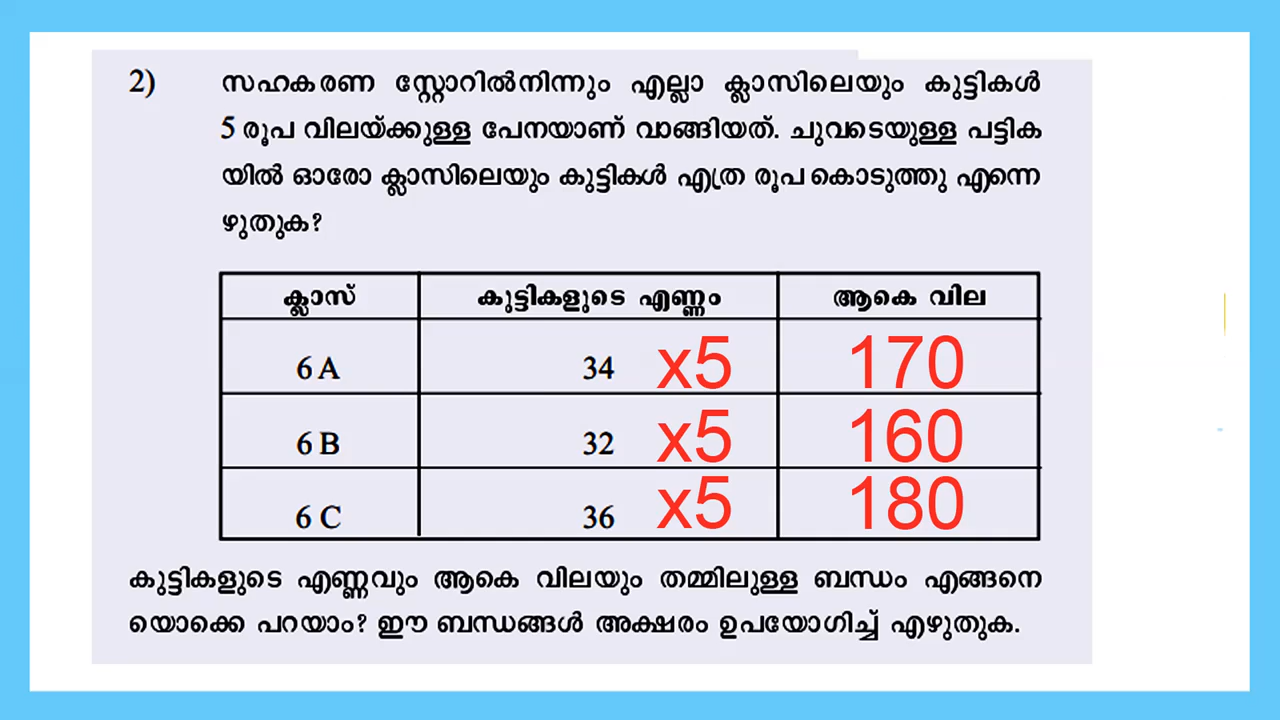 2) സഹകരണ സ്റ്റോറിൽനിന്നും എല്ലാ ക്ലാസിലെയും കുട്ടികൾ
5 രൂപ വിലയ്ക്കുള്ള പേനയാണ് വാങ്ങിയത്. ചുവടെയുള്ള പട്ടിക
യിൽ ഓരോ ക്ലാസിലെയും കുട്ടികൾ എത്ര രൂപ കൊടുത്തു എന്നെ
ഴുതുക?
ക്ലാസ് കുട്ടികളുടെ എണ്ണം ആകെ വില
6 A 34 x5 170
6 B 32 x5 160
6 C 36 x5 180
കുട്ടികളുടെ എണ്ണവും ആകെ വിലയും തമ്മിലുള്ള ബന്ധം എങ്ങനെ
യൊക്കെ പറയാം? ഈ ബന്ധങ്ങൾ അക്ഷരം ഉപയോഗിച്ച് എഴുതുക.